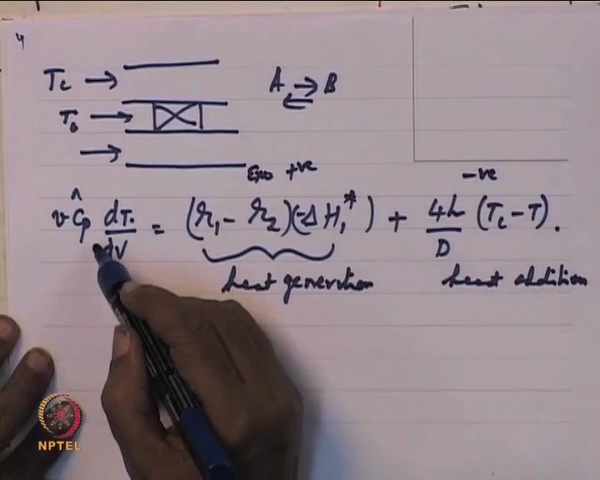 4
Tc → A ⇌ B
T₀ →
→
Exo +ve -ve
v Ĉp dT/dV = (r₁ - r₂)(-ΔH₁*) + 4h/D (Tc - T).
heat generation heat addition
NPTEL